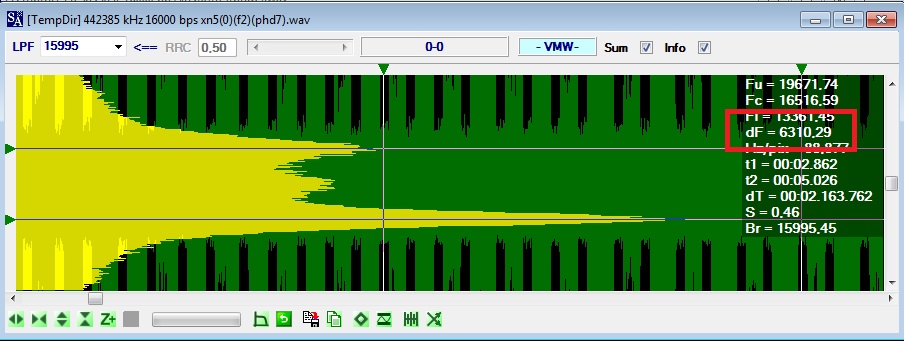 SA [TempDir] 442385 kHz 16000 bps xn5(0)(f2)(phd7).wav
LPF 15995 <== RRC 0,50 0-0 - VMW- Sum Info
Fu = 19671,74
Fc = 16516,59
Fl = 13361,45
dF = 6310,29
Hz/pix = 88,877
t1 = 00:02.862
t2 = 00:05.026
dT = 00:02.163.762
S = 0.46
Br = 15995,45
Z+